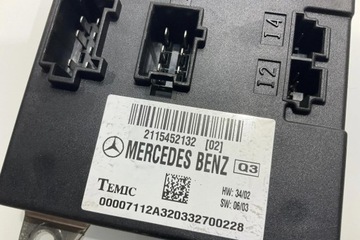 14
12
2115452132 [02]
MERCEDES BENZ Q3
TEMIC
HW: 34/02
SW: 06/03
00007112A320332700228